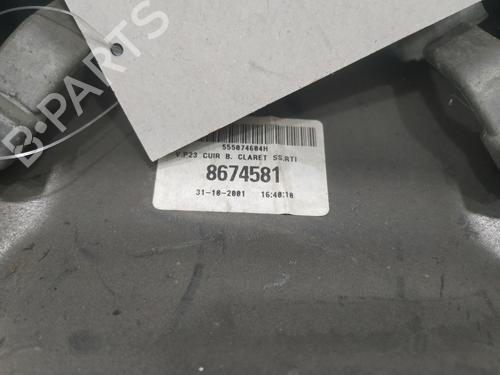 B-PARTS
555074604H
V P23 CUIR B. CLARET SS.RTI
8674581
31-10-2001 16:40:10